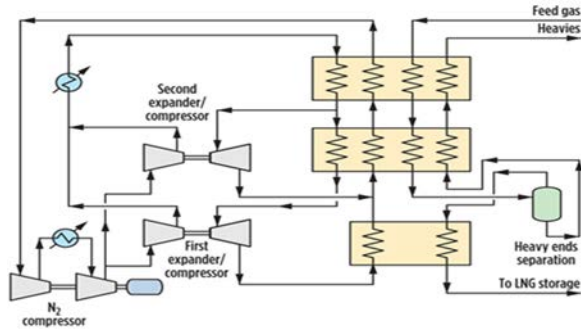 Feed gas
Heavies
Second
expander/
compressor
First
expander/
compressor
Heavy ends
separation
To LNG storage
N₂
compressor